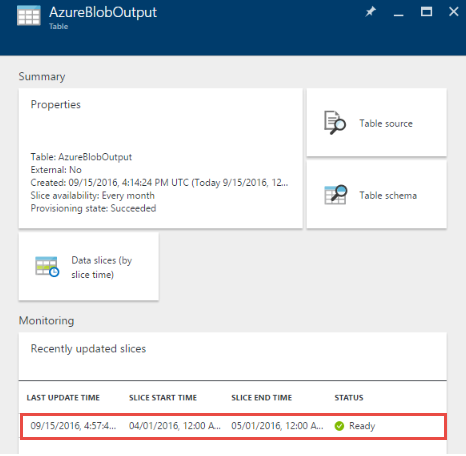 AzureBlobOutput
Table
Summary
Properties
Table: AzureBlobOutput
External: No
Created: 09/15/2016, 4:14:24 PM UTC (Today 9/15/2016, 12...
Slice availability: Every month
Provisioning state: Succeeded
Table source
Table schema
Data slices (by
slice time)
Monitoring
Recently updated slices
LAST UPDATE TIME SLICE START TIME SLICE END TIME STATUS
09/15/2016, 4:57:4... 04/01/2016, 12:00 A... 05/01/2016, 12:00 A... Ready